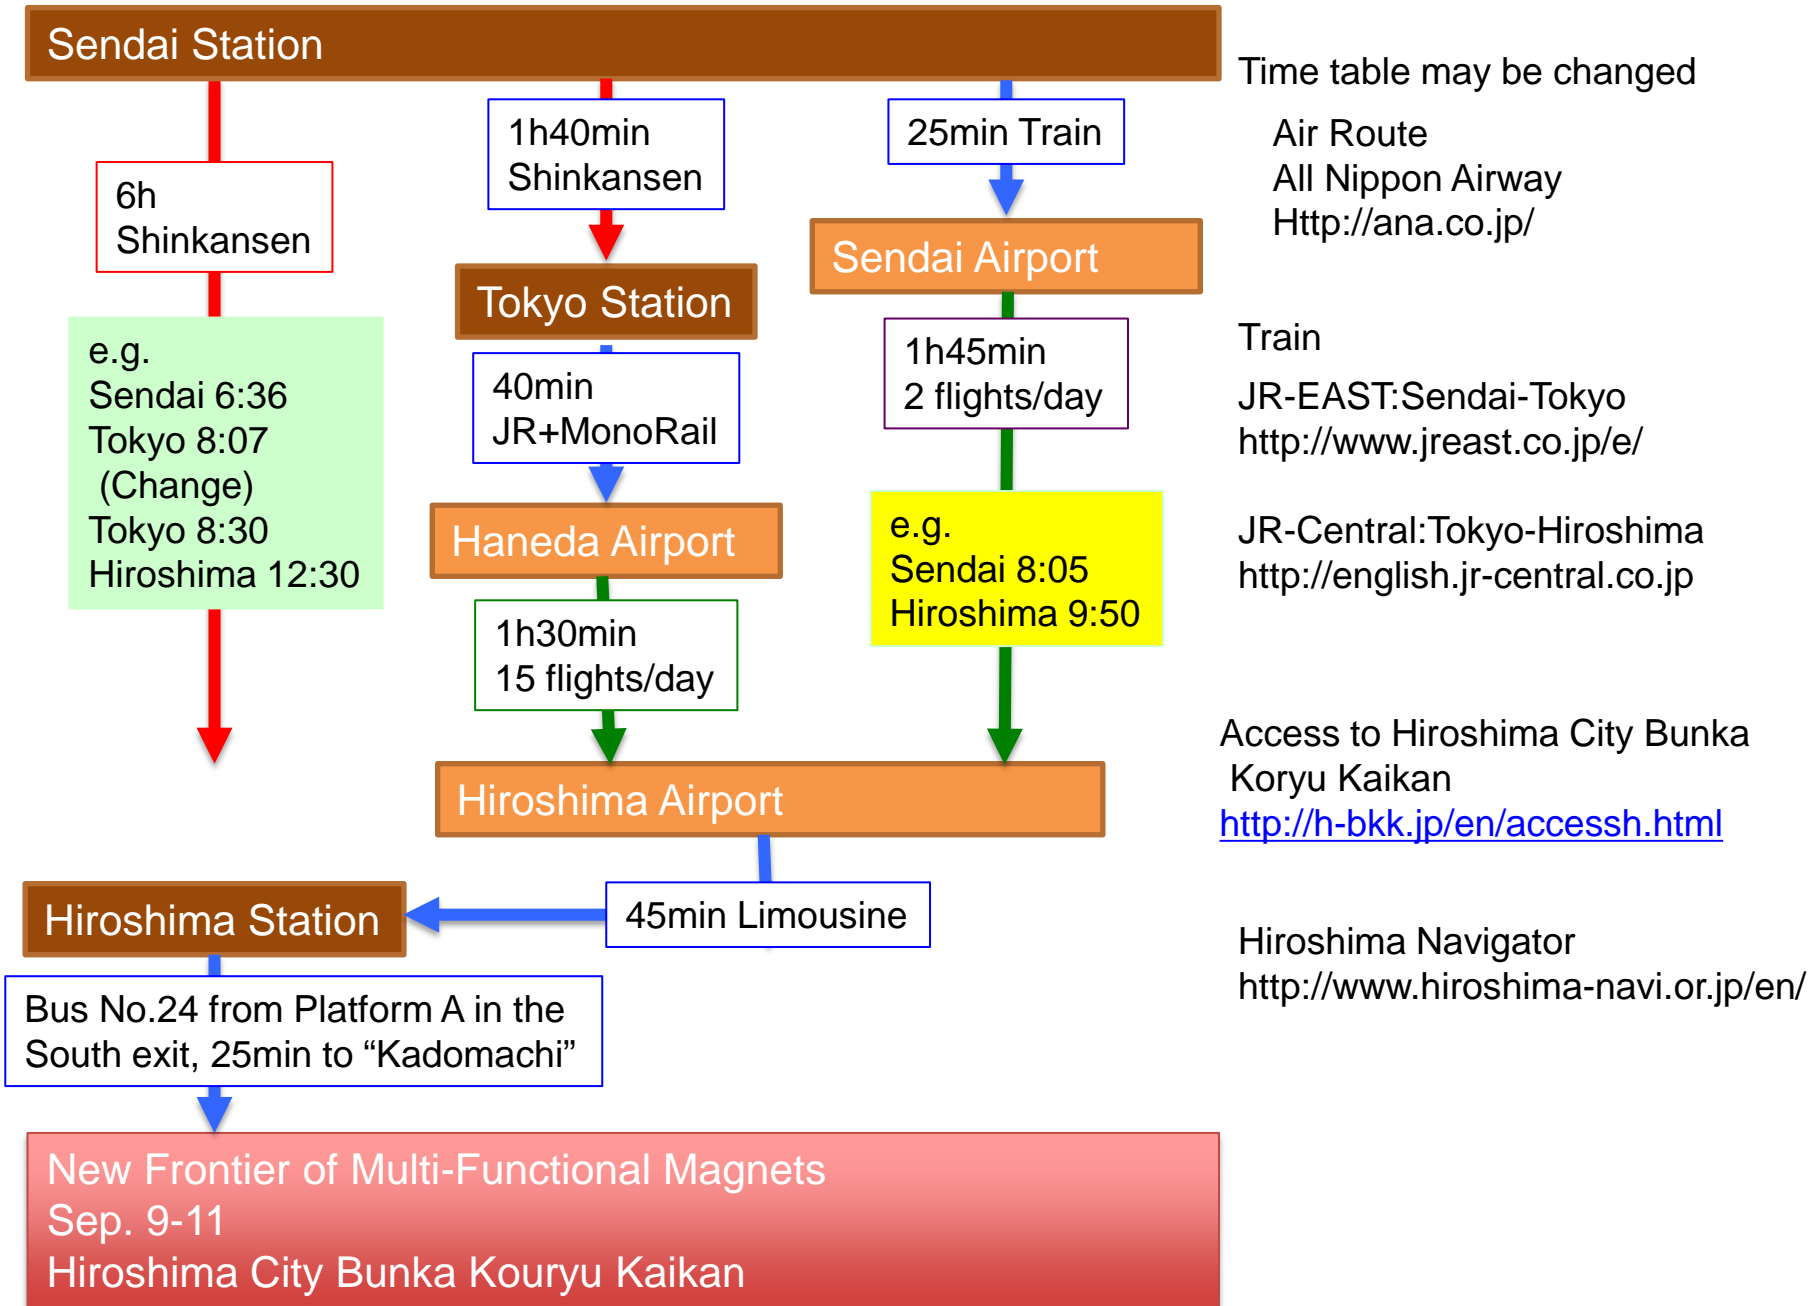 Sendai Station
Time table may be changed
1h40min
Shinkansen
25min Train
Air Route
All Nippon Airway
Http://ana.co.jp/
6h
Shinkansen
Sendai Airport
Tokyo Station
e.g.
Sendai 6:36
Tokyo 8:07
(Change)
Tokyo 8:30
Hiroshima 12:30
40min
JR+MonoRail
1h45min
2 flights/day
Train
JR-EAST:Sendai-Tokyo
http://www.jreast.co.jp/e/
Haneda Airport
e.g.
Sendai 8:05
Hiroshima 9:50
JR-Central:Tokyo-Hiroshima
http://english.jr-central.co.jp
1h30min
15 flights/day
Hiroshima Airport
Access to Hiroshima City Bunka
Koryu Kaikan
http://h-bkk.jp/en/accessh.html
Hiroshima Station
45min Limousine
Hiroshima Navigator
http://www.hiroshima-navi.or.jp/en/
Bus No.24 from Platform A in the
South exit, 25min to “Kadomachi”
New Frontier of Multi-Functional Magnets
Sep. 9-11
Hiroshima City Bunka Kouryu Kaikan